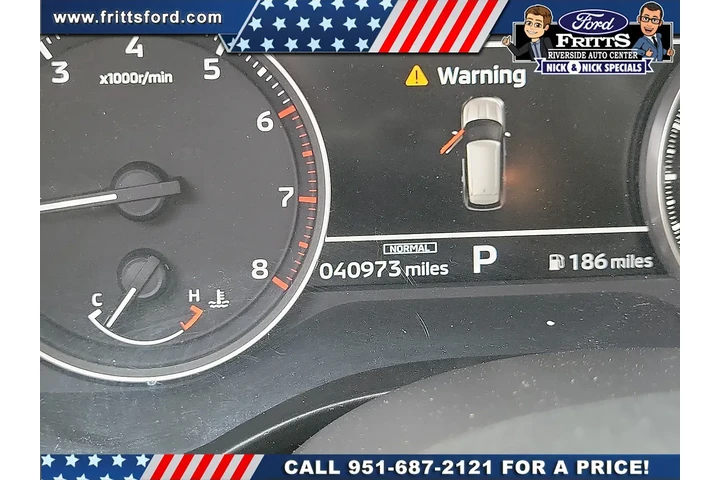 www.frittsford.com
Ford
FRITTS
RIVERSIDE AUTO CENTER
NICK & NICK SPECIALS
3 4 5 6 7 8
x1000r/min
Warning
NORMAL
040973 miles P 186 miles
C H
CALL 951-687-2121 FOR A PRICE!